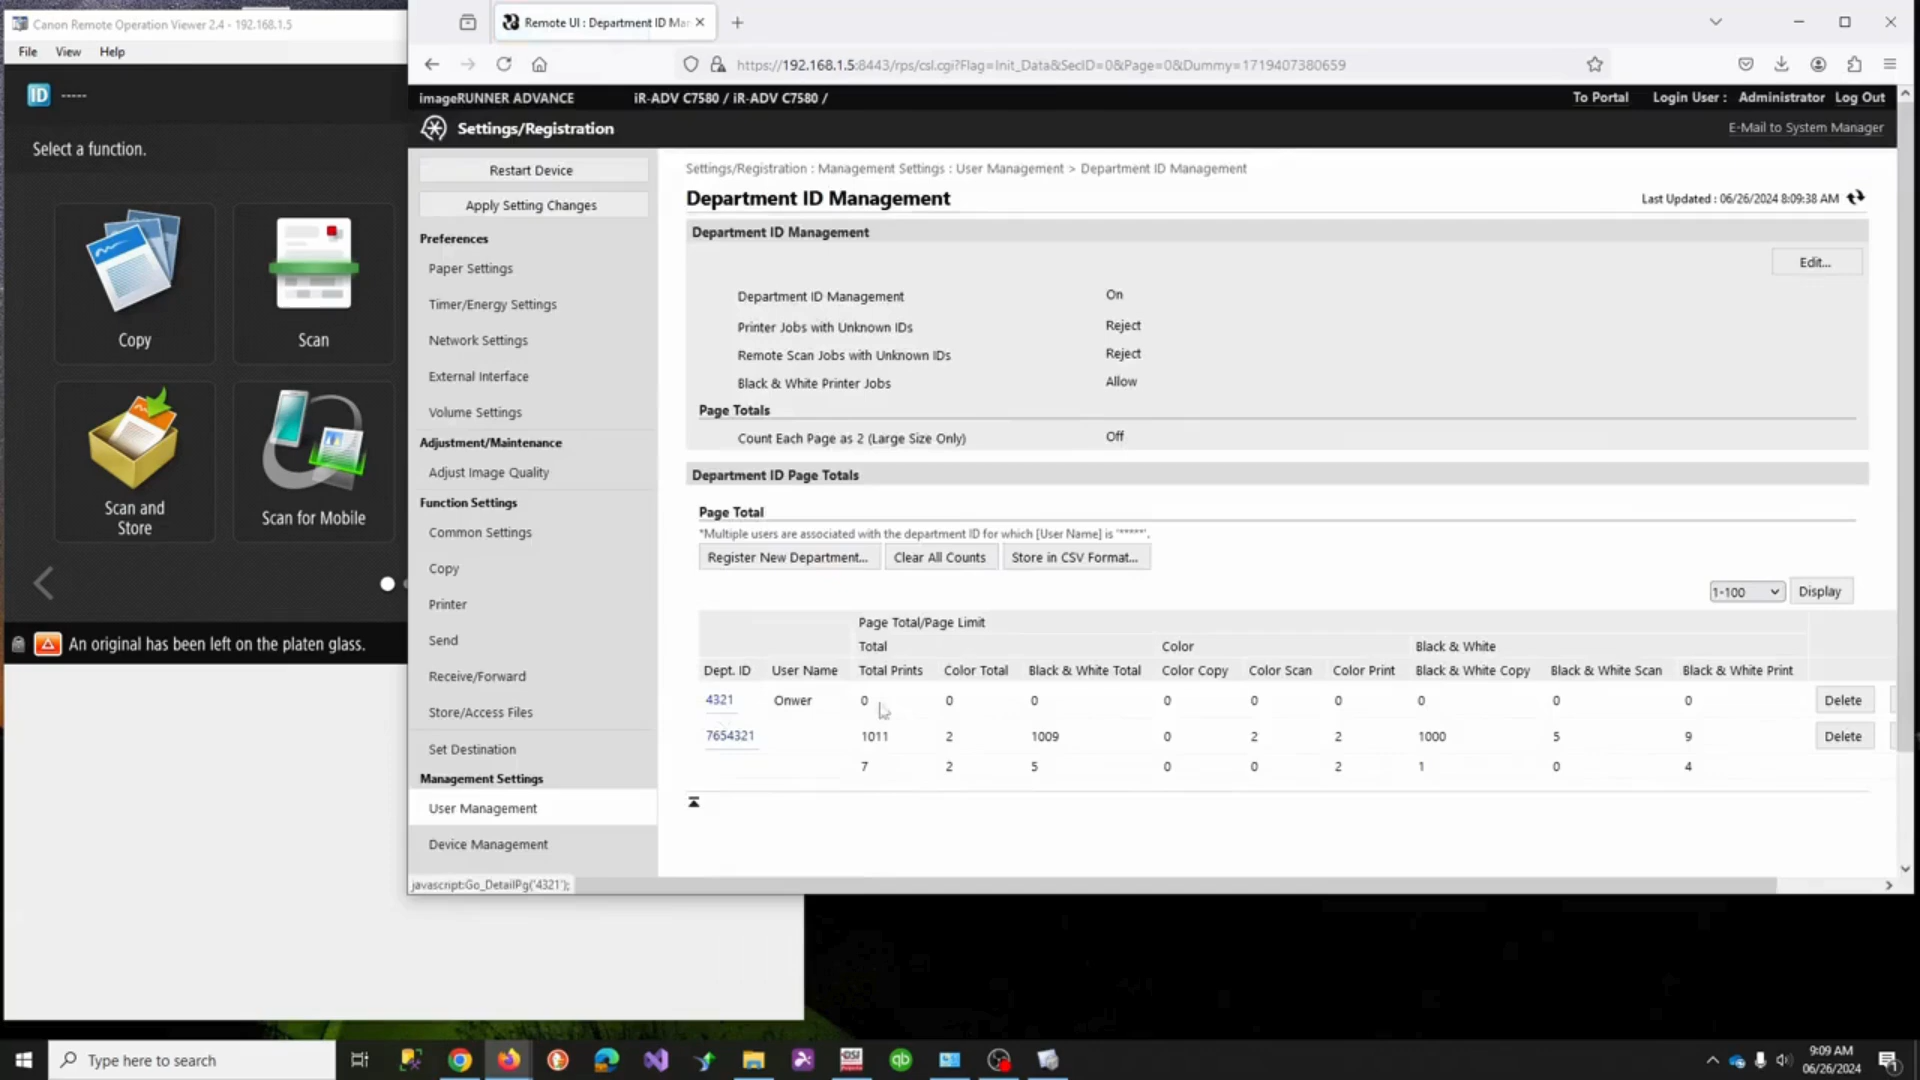 Canon Remote Operation Viewer 2.4 - 192.168.1.5
File View Help
ID -----
Select a function.
Copy
Scan
Scan and
Store
Scan for Mobile
An original has been left on the platen glass.
Remote UI : Department ID Mar
https://192.168.1.5:8443/rps/csl.cgi?Flag=Init_Data&SecID=0&Page=0&Dummy=1719407380659
imageRUNNER ADVANCE iR-ADV C7580 / iR-ADV C7580 / To Portal Login User : Administrator Log Out
Settings/Registration E-Mail to System Manager
Restart Device
Apply Setting Changes
Preferences
Paper Settings
Timer/Energy Settings
Network Settings
External Interface
Volume Settings
Adjustment/Maintenance
Adjust Image Quality
Function Settings
Common Settings
Copy
Printer
Send
Receive/Forward
Store/Access Files
Set Destination
Management Settings
User Management
Device Management
javascript:Go_DetailPg('4321');
Settings/Registration : Management Settings : User Management > Department ID Management
Department ID Management Last Updated : 06/26/2024 8:09:38 AM
Department ID Management
Edit...
Department ID Management On
Printer Jobs with Unknown IDs Reject
Remote Scan Jobs with Unknown IDs Reject
Black & White Printer Jobs Allow
Page Totals
Count Each Page as 2 (Large Size Only) Off
Department ID Page Totals
Page Total
*Multiple users are associated with the department ID for which [User Name] is '*****'.
Register New Department... Clear All Counts Store in CSV Format...
1-100 Display
Page Total/Page Limit
Total Color Black & White
Dept. ID User Name Total Prints Color Total Black & White Total Color Copy Color Scan Color Print Black & White Copy Black & White Scan Black & White Print
4321 Onwer 0 0 0 0 0 0 0 0 0 Delete
7654321 1011 2 1009 0 2 2 1000 5 9 Delete
7 2 5 0 0 2 1 0 4
Type here to search
9:09 AM
06/26/2024
1